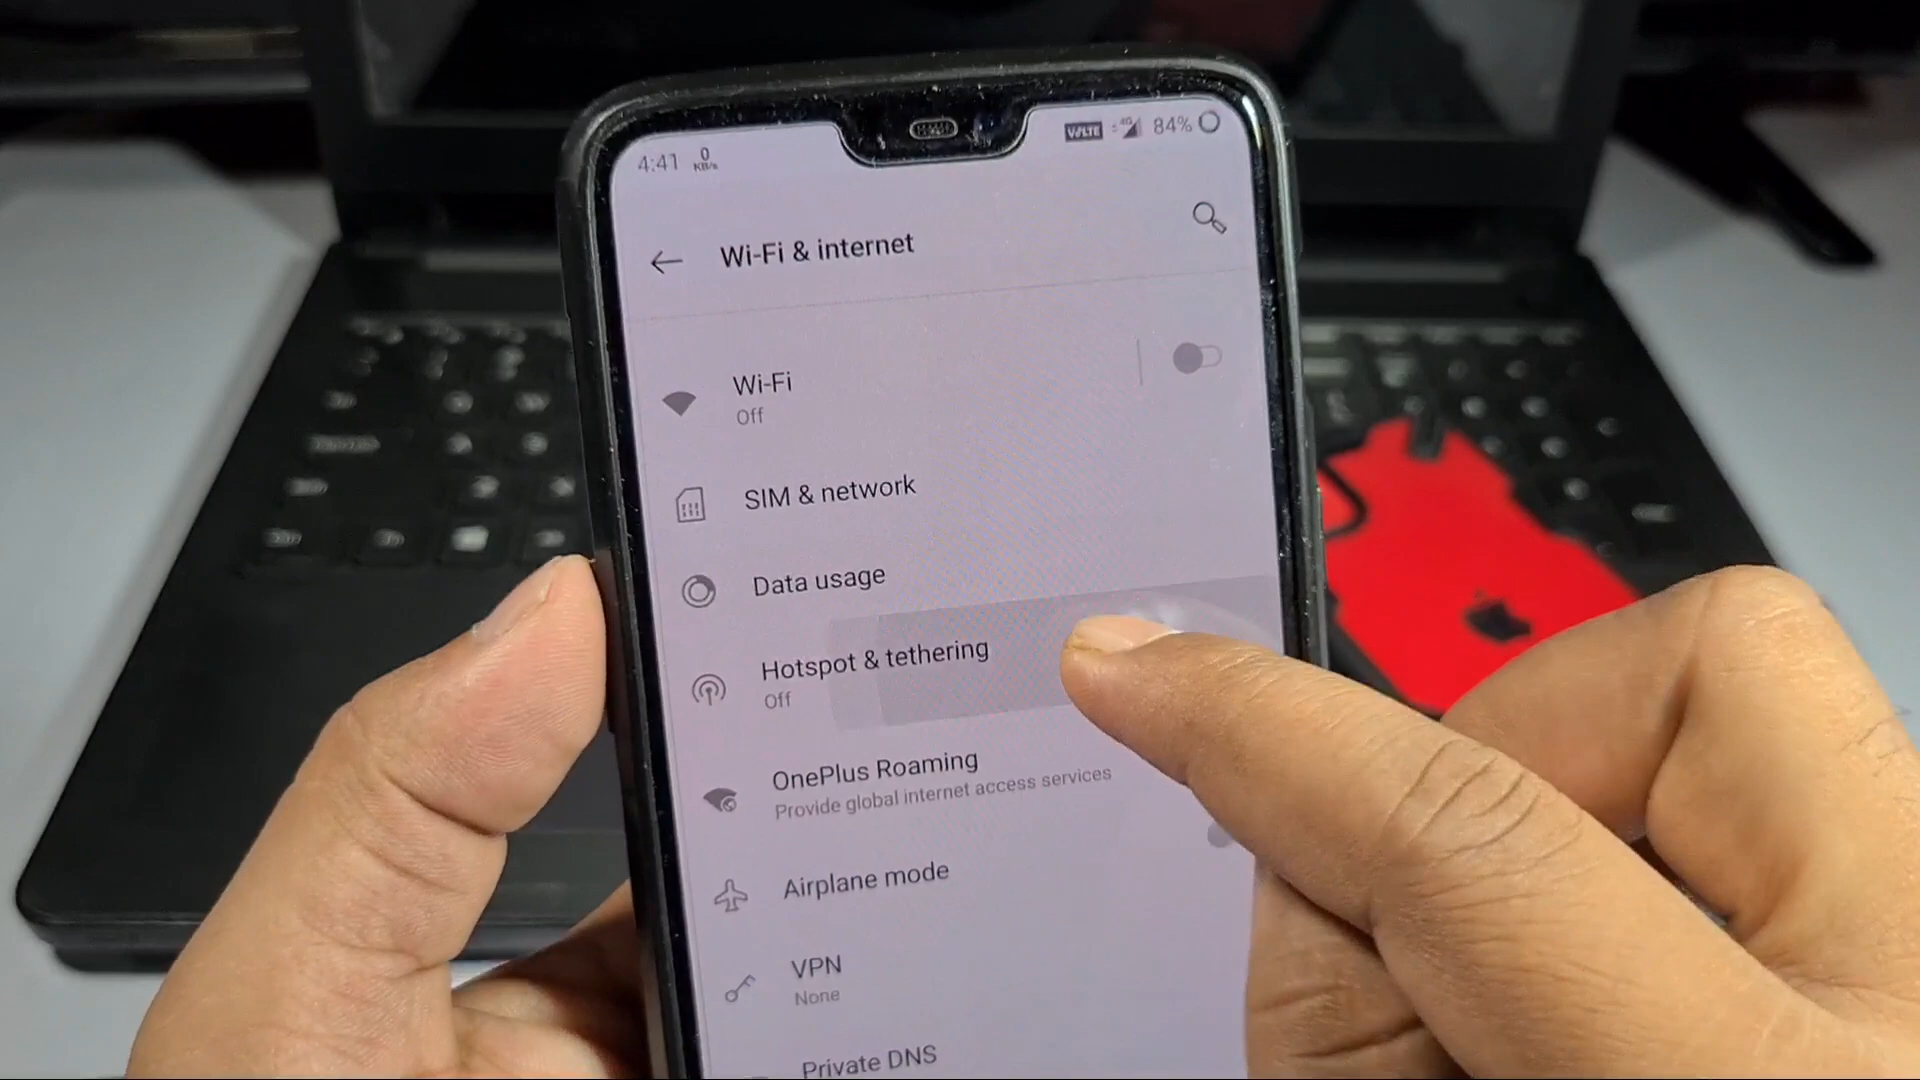 4:41 0 KB/s VoLTE 4G 84%
Wi-Fi & internet
Wi-Fi
Off
SIM & network
Data usage
Hotspot & tethering
Off
OnePlus Roaming
Provide global internet access services
Airplane mode
VPN
None
Private DNS